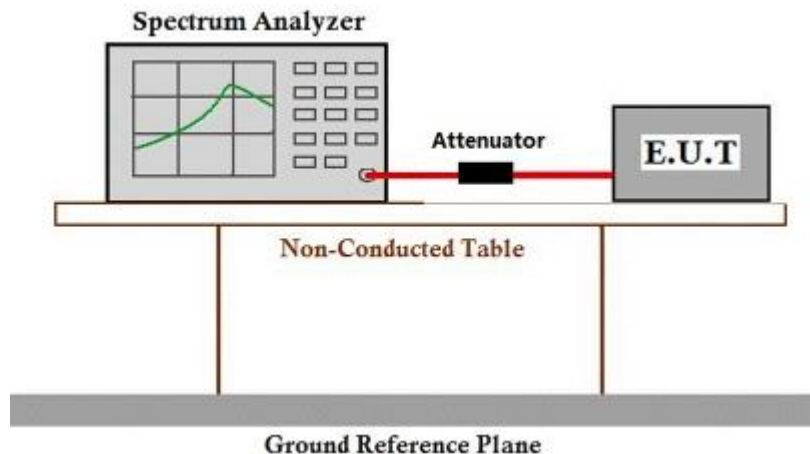 Spectrum Analyzer
Attenuator
E.U.T
Non-Conducted Table
Ground Reference Plane